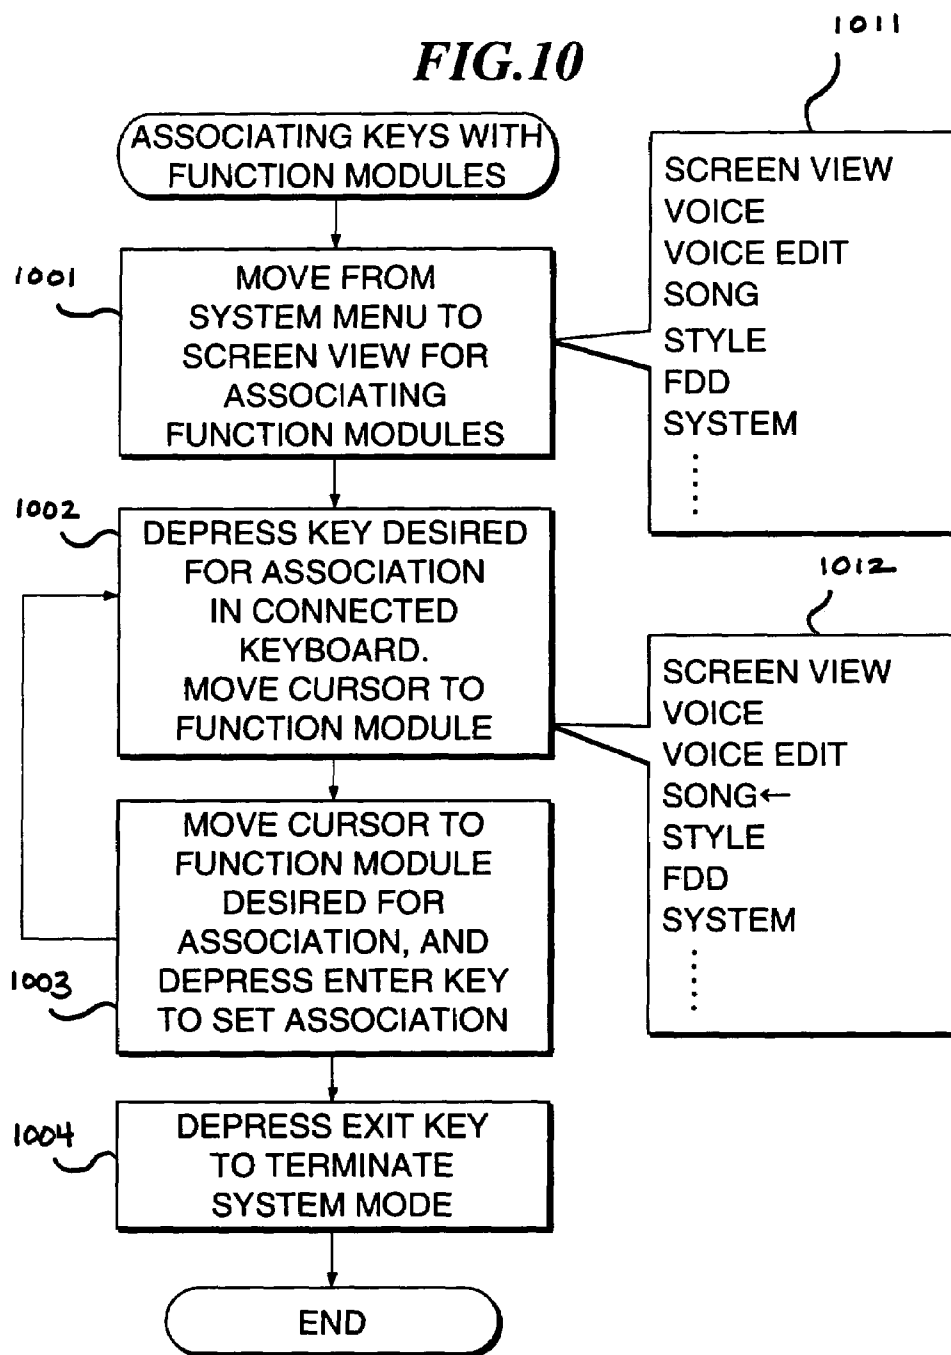 FIG.10
ASSOCIATING KEYS WITH
FUNCTION MODULES
1001
MOVE FROM
SYSTEM MENU TO
SCREEN VIEW FOR
ASSOCIATING
FUNCTION MODULES
1011
SCREEN VIEW
VOICE
VOICE EDIT
SONG
STYLE
FDD
SYSTEM
1002
DEPRESS KEY DESIRED
FOR ASSOCIATION
IN CONNECTED
KEYBOARD.
MOVE CURSOR TO
FUNCTION MODULE
1012
SCREEN VIEW
VOICE
VOICE EDIT
SONG←
STYLE
FDD
SYSTEM
1003
MOVE CURSOR TO
FUNCTION MODULE
DESIRED FOR
ASSOCIATION, AND
DEPRESS ENTER KEY
TO SET ASSOCIATION
1004
DEPRESS EXIT KEY
TO TERMINATE
SYSTEM MODE
END